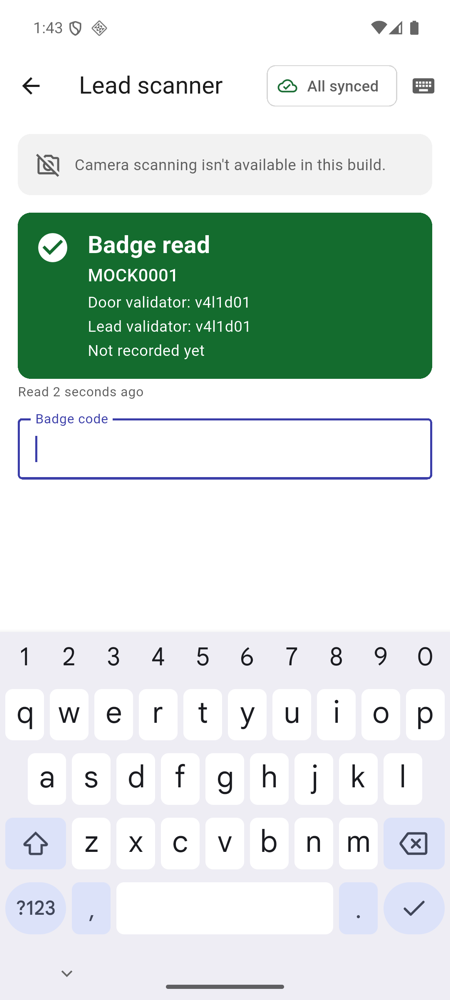 1:43
Lead scanner
All synced
Camera scanning isn't available in this build.
Badge read
MOCK0001
Door validator: v4l1d01
Lead validator: v4l1d01
Not recorded yet
Read 2 seconds ago
Badge code
1 2 3 4 5 6 7 8 9 0
q w e r t y u i o p
a s d f g h j k l
z x c v b n m
?123 , .